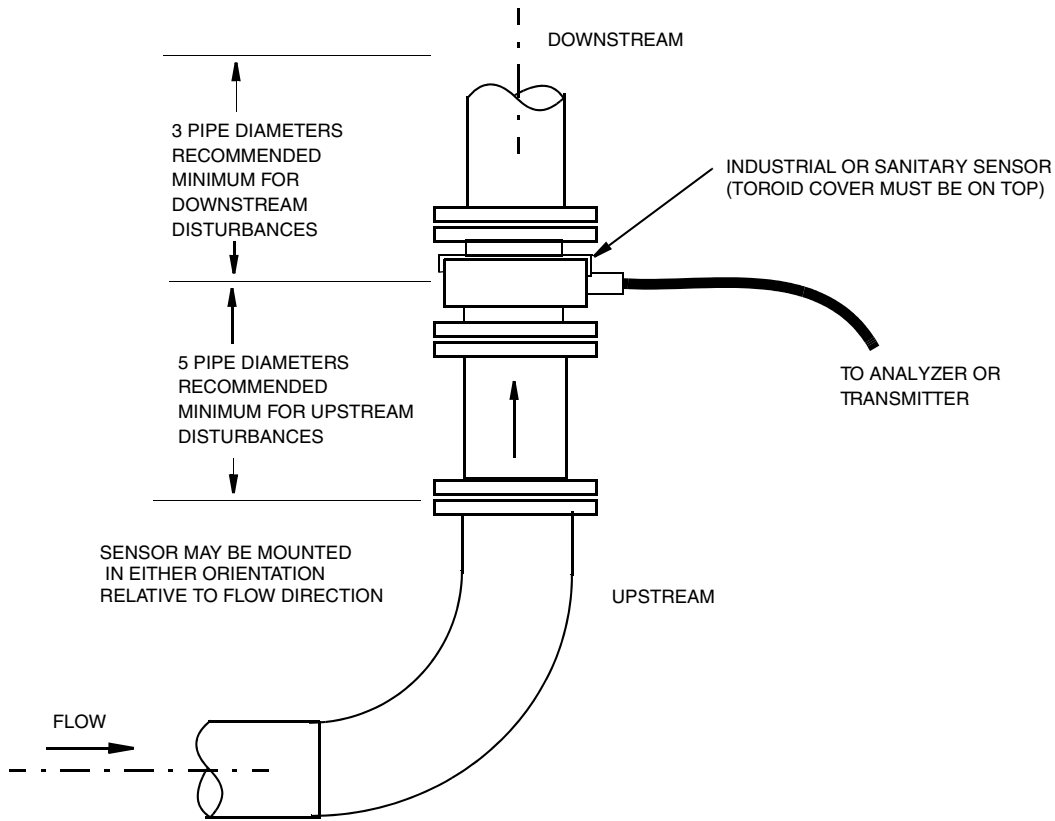 DOWNSTREAM
3 PIPE DIAMETERS
RECOMMENDED
MINIMUM FOR
DOWNSTREAM
DISTURBANCES
INDUSTRIAL OR SANITARY SENSOR
(TOROID COVER MUST BE ON TOP)
5 PIPE DIAMETERS
RECOMMENDED
MINIMUM FOR UPSTREAM
DISTURBANCES
TO ANALYZER OR
TRANSMITTER
SENSOR MAY BE MOUNTED
IN EITHER ORIENTATION
RELATIVE TO FLOW DIRECTION
UPSTREAM
FLOW